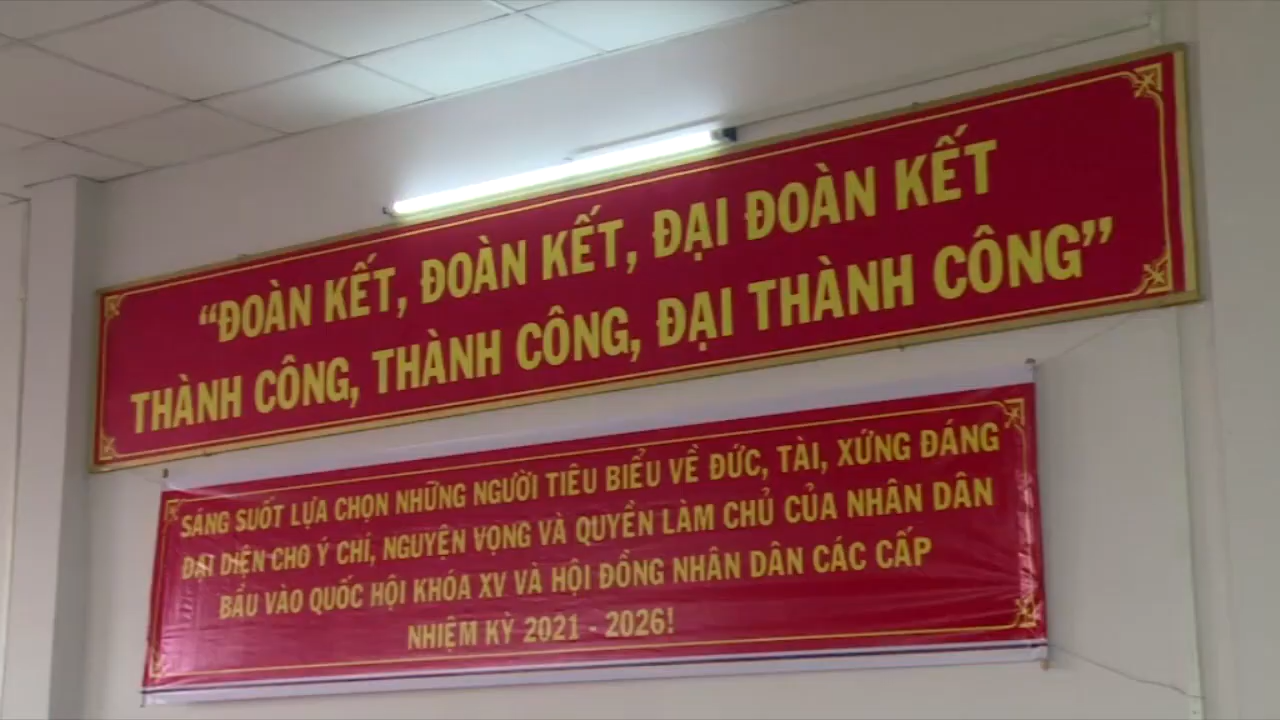 “ĐOÀN KẾT, ĐOÀN KẾT, ĐẠI ĐOÀN KẾT
THÀNH CÔNG, THÀNH CÔNG, ĐẠI THÀNH CÔNG”
SÁNG SUỐT LỰA CHỌN NHỮNG NGƯỜI TIÊU BIỂU VỀ ĐỨC, TÀI, XỨNG ĐÁNG
ĐẠI DIỆN CHO Ý CHÍ, NGUYỆN VỌNG VÀ QUYỀN LÀM CHỦ CỦA NHÂN DÂN
BẦU VÀO QUỐC HỘI KHÓA XV VÀ HỘI ĐỒNG NHÂN DÂN CÁC CẤP
NHIỆM KỲ 2021 - 2026!